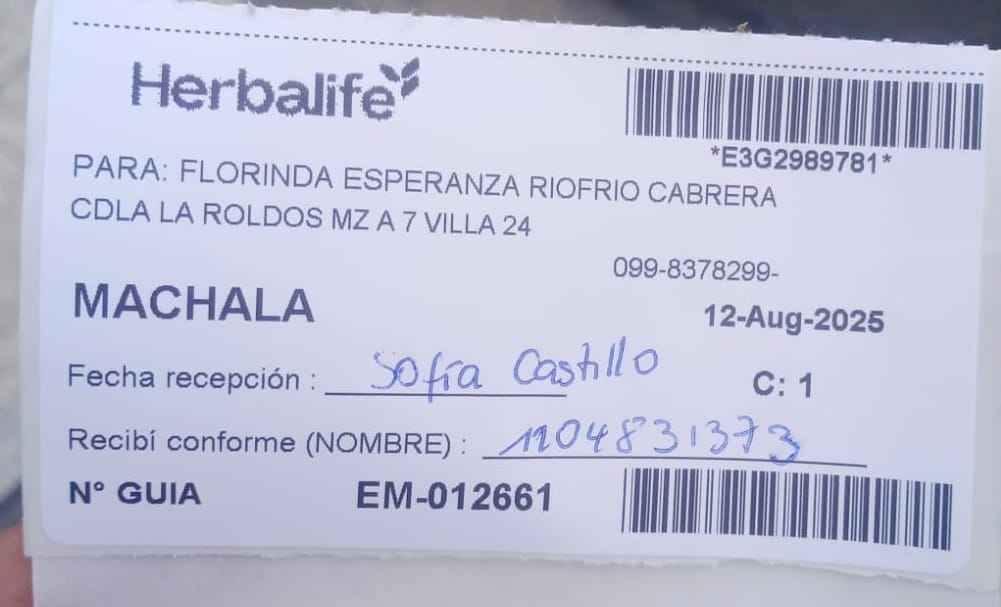 Herbalife
*E3G2989781*
PARA: FLORINDA ESPERANZA RIOFRIO CABRERA
CDLA LA ROLDOS MZ A 7 VILLA 24
099-8378299-
MACHALA
12-Aug-2025
Fecha recepción : Sofía Castillo
C: 1
Recibí conforme (NOMBRE) : 1104831373
N° GUIA EM-012661